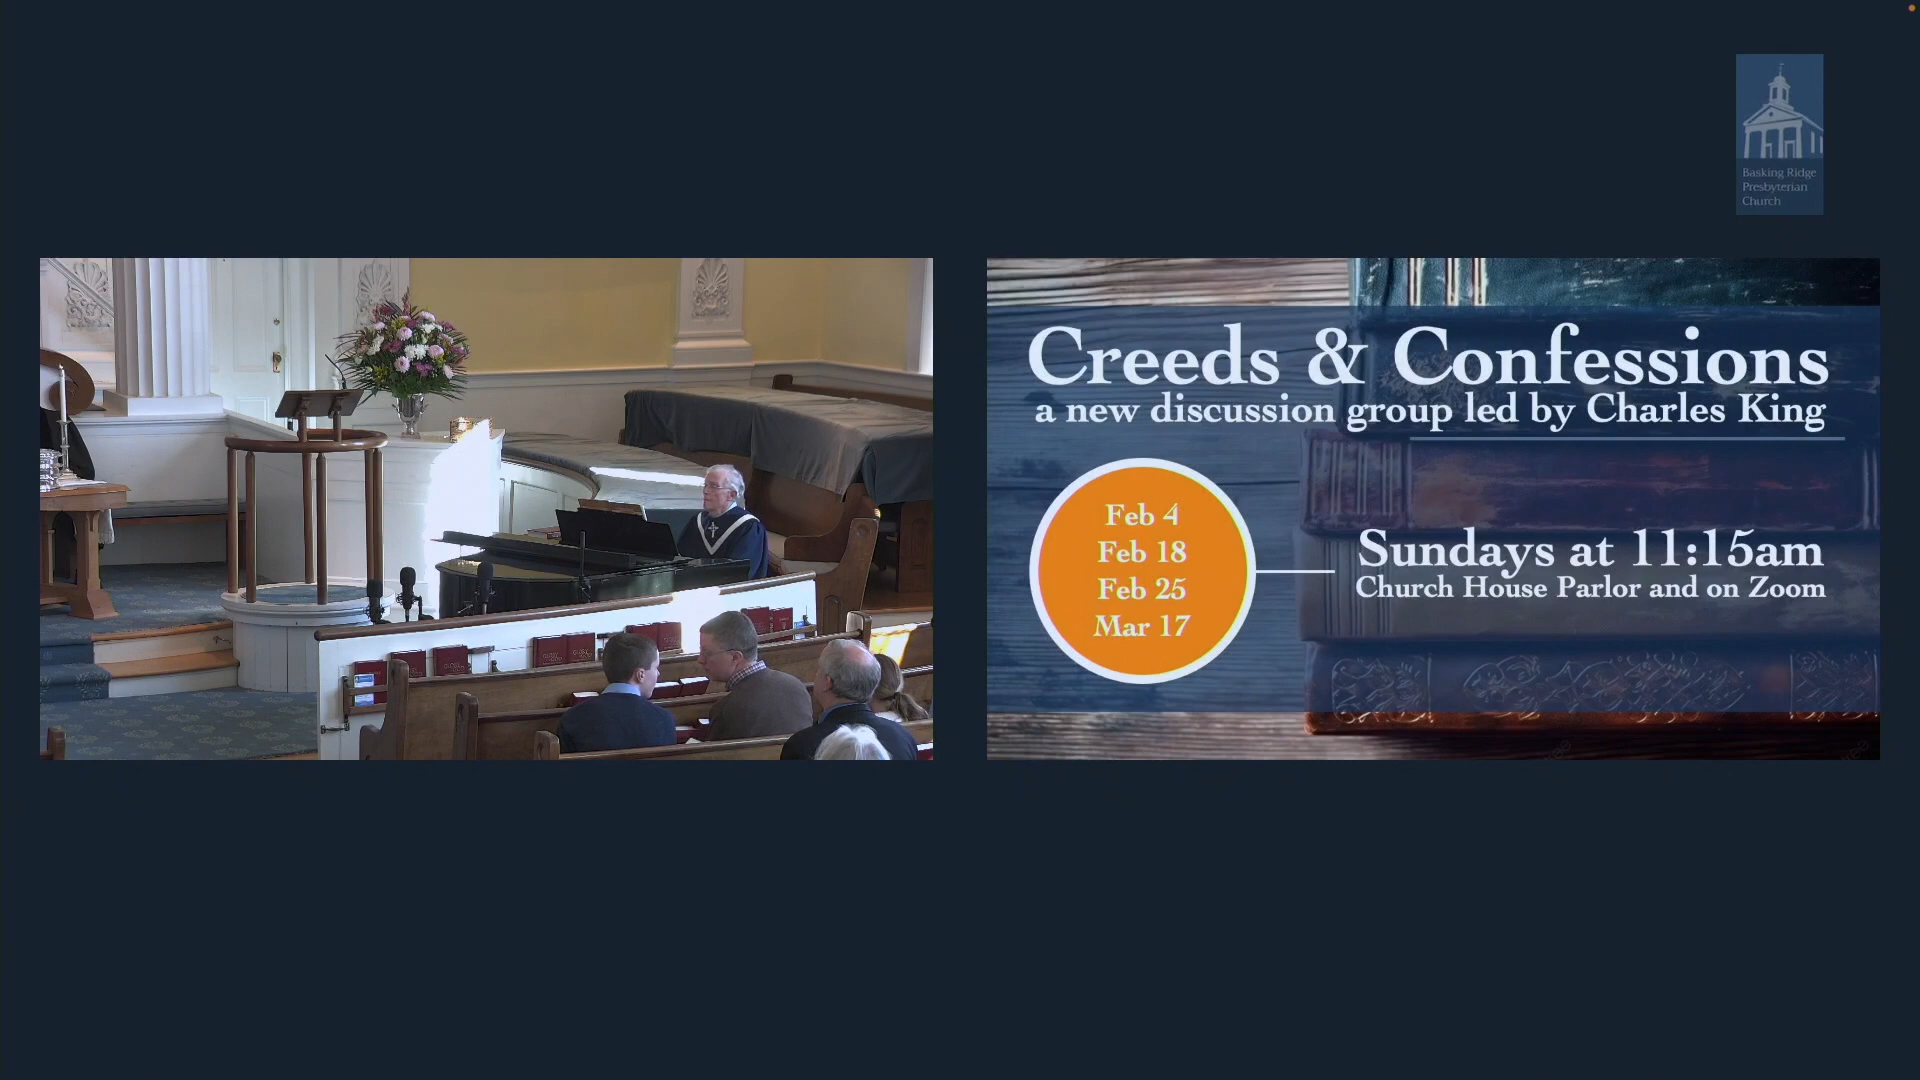 Basking Ridge
Presbyterian
Church
Creeds & Confessions
a new discussion group led by Charles King
Feb 4
Feb 18
Feb 25
Mar 17
Sundays at 11:15am
Church House Parlor and on Zoom